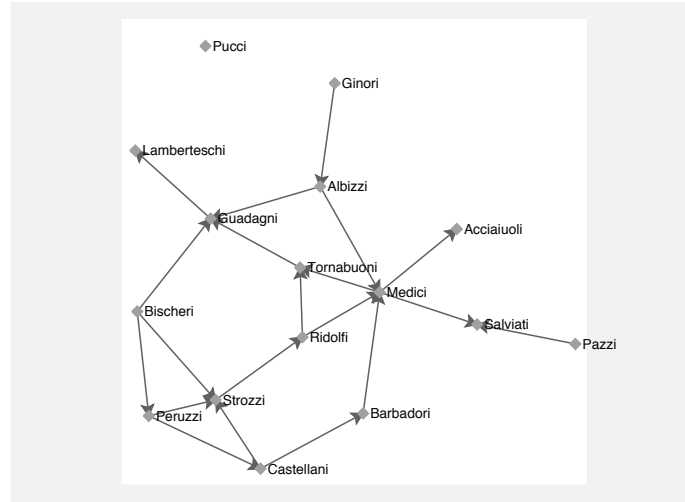 Pucci
Ginori
Lamberteschi
Albizzi
Guadagni
Acciaiuoli
Tornabuoni
Medici
Bischeri
Salviati
Ridolfi
Pazzi
Strozzi
Peruzzi
Barbadori
Castellani